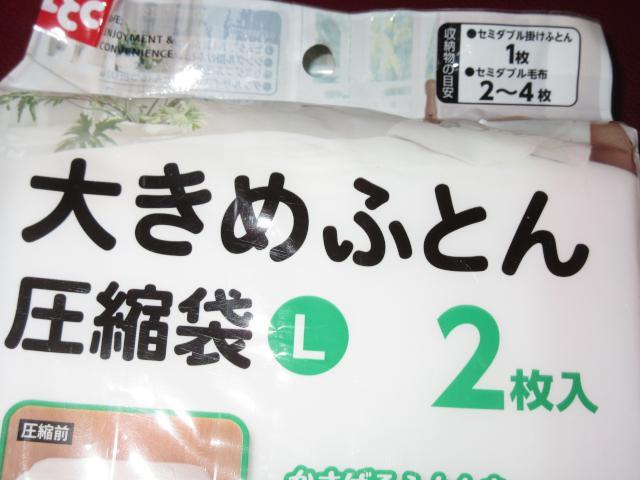 ENJOYMENT &
CONVENIENCE
収納物の目安
●セミダブル掛けふとん
1枚
●セミダブル毛布
2〜4枚
大きめふとん
圧縮袋 L
2枚入
圧縮前